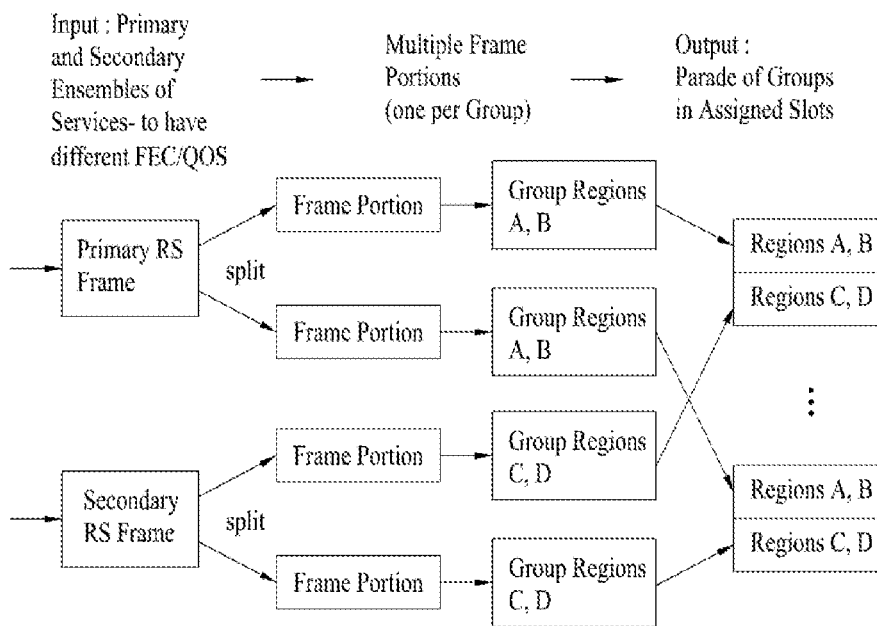 Input : Primary
and Secondary
Ensembles of
Services- to have
different FEC/QOS
Multiple Frame
Portions
(one per Group)
Output :
Parade of Groups
in Assigned Slots
Primary RS
Frame
split
Frame Portion
Group Regions
A, B
Regions A, B
Regions C, D
Frame Portion
Group Regions
A, B
Secondary
RS Frame
split
Frame Portion
Group Regions
C, D
Regions A, B
Regions C, D
Frame Portion
Group Regions
C, D